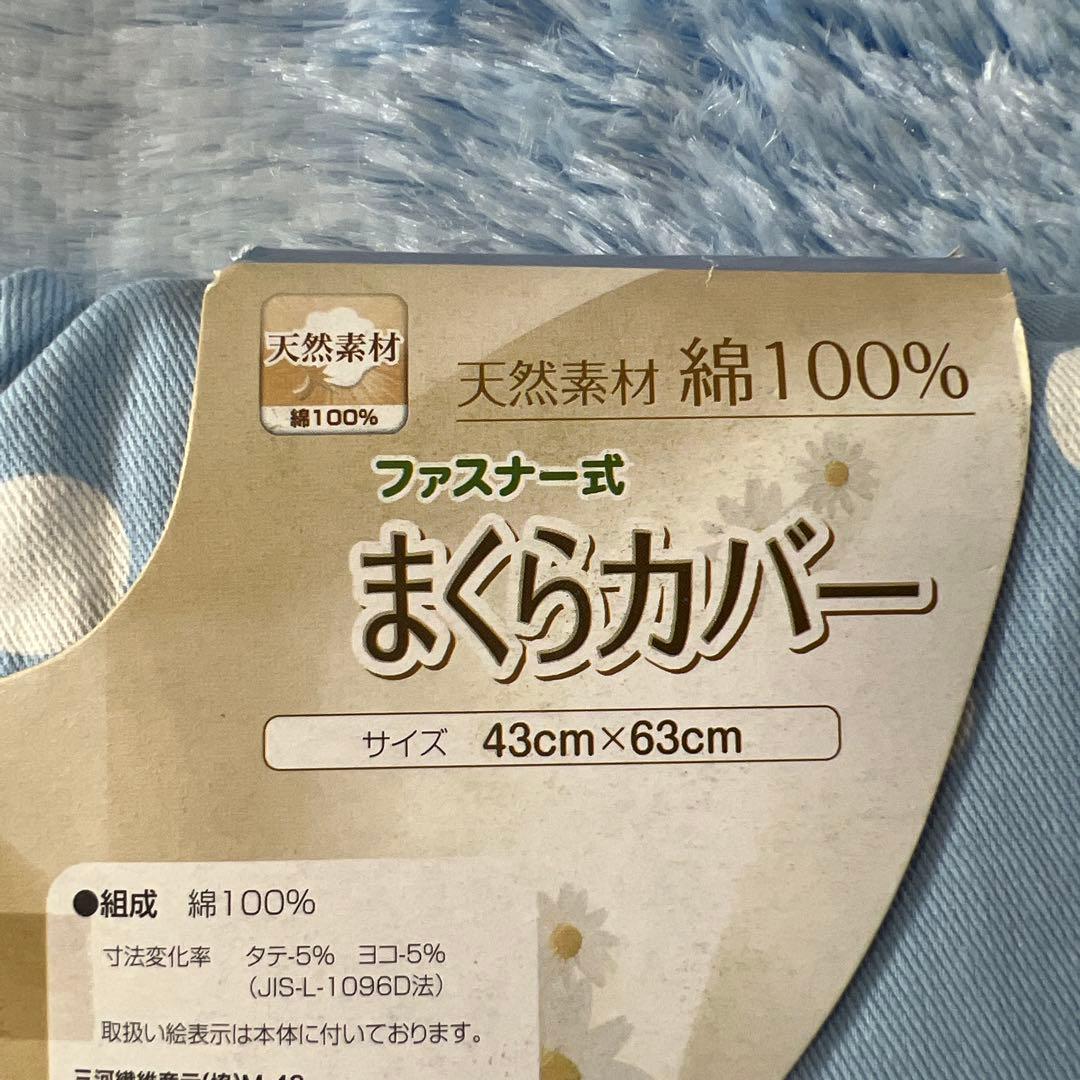 天然素材
綿100%
天然素材 綿100%
ファスナー式
まくらカバー
サイズ 43cm×63cm
●組成 綿100%
寸法変化率 タテ-5% ヨコ-5%
(JIS-L-1096D法)
取扱い絵表示は本体に付いております。